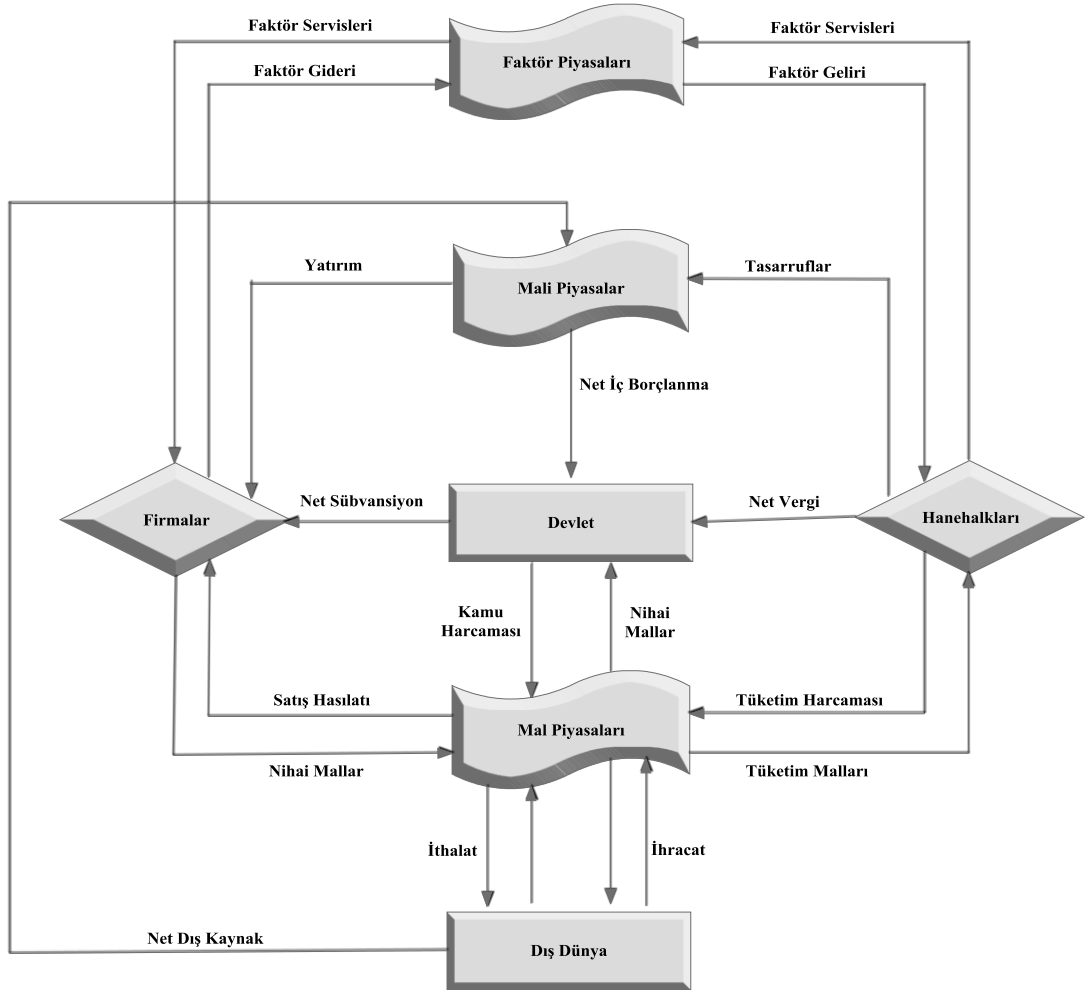 Faktör Servisleri
Faktör Servisleri
Faktör Piyasaları
Faktör Gideri
Faktör Geliri
Yatırım
Tasarruflar
Mali Piyasalar
Net İç Borçlanma
Net Sübvansiyon
Net Vergi
Firmalar
Devlet
Hanehalkları
Kamu
Harcaması
Nihai
Mallar
Satış Hasılatı
Tüketim Harcaması
Mal Piyasaları
Nihai Mallar
Tüketim Malları
İthalat
İhracat
Net Dış Kaynak
Dış Dünya